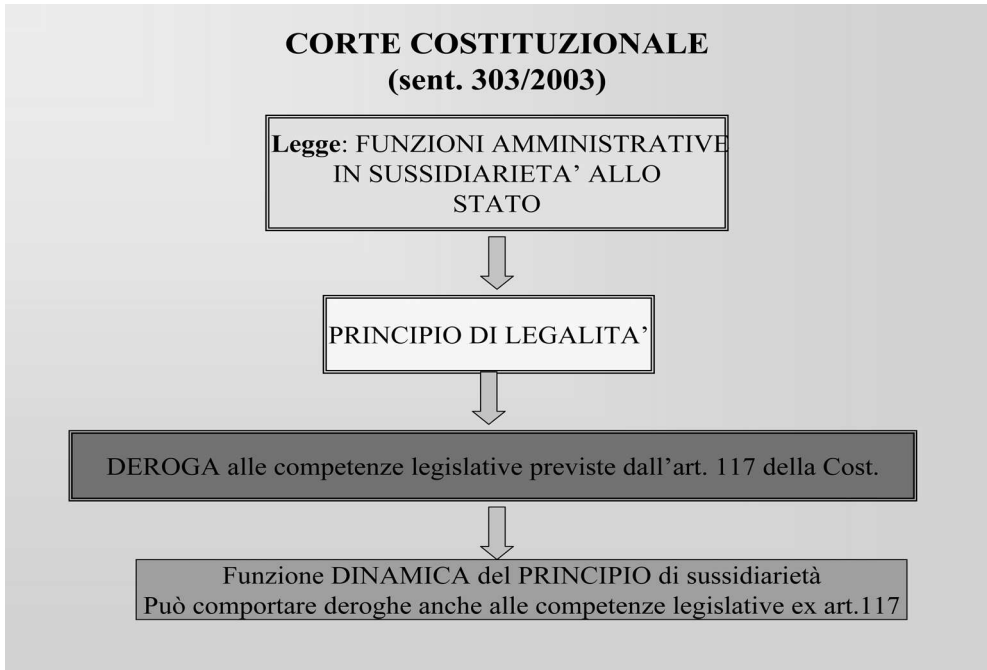 CORTE COSTITUZIONALE
(sent. 303/2003)
Legge: FUNZIONI AMMINISTRATIVE
IN SUSSIDIARIETA’ ALLO
STATO
PRINCIPIO DI LEGALITA’
DEROGA alle competenze legislative previste dall’art. 117 della Cost.
Funzione DINAMICA del PRINCIPIO di sussidiarietà
Può comportare deroghe anche alle competenze legislative ex art.117